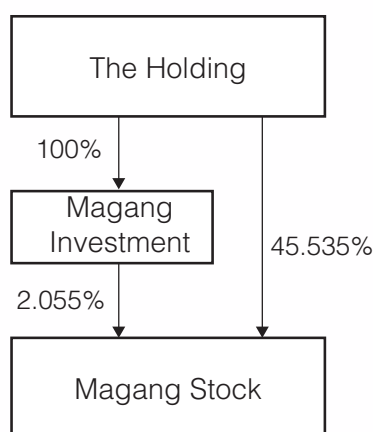 The Holding
100%
Magang
Investment
45.535%
2.055%
Magang Stock